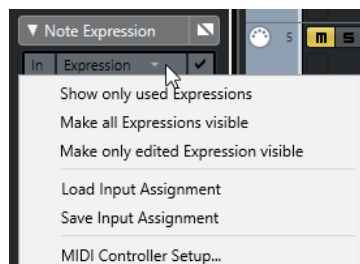 Note Expression
5
m S
In Expression
Show only used Expressions
Make all Expressions visible
Make only edited Expression visible
Load Input Assignment
Save Input Assignment
MIDI Controller Setup...